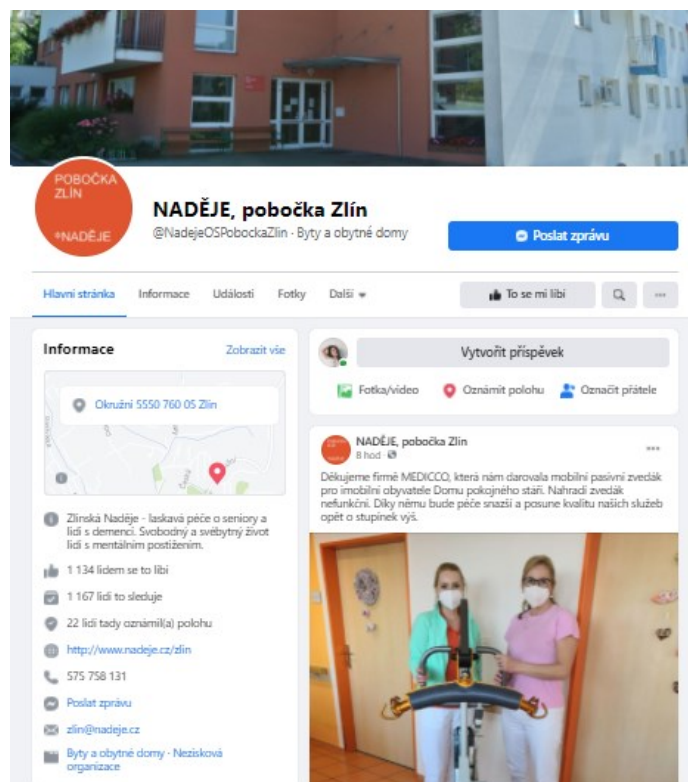 POBOČKA
ZLÍN
*NADĚJE
NADĚJE, pobočka Zlín
@NadejeOSPobockaZlin · Byty a obytné domy
Poslat zprávu
Hlavní stránka Informace Události Fotky Další
To se mi líbí
Informace
Zobrazit vše
Okružní 5550 760 05 Zlín
Česká
Zlínská Naděje - laskavá péče o seniory a
lidi s demencí. Svobodný a svébytný život
lidí s mentálním postižením.
1 134 lidem se to líbí
1 167 lidí to sleduje
22 lidí tady oznámil(a) polohu
http://www.nadeje.cz/zlin
575 758 131
Poslat zprávu
zlin@nadeje.cz
Byty a obytné domy · Nezisková
organizace
Vytvořit příspěvek
Fotka/video Oznámit polohu Označit přátele
NADĚJE, pobočka Zlín
8 hod ·
Děkujeme firmě MEDICCO, která nám darovala mobilní pasivní zvedák
pro imobilní obyvatele Domu pokojného stáří. Nahradí zvedák
nefunkční. Díky němu bude péče snazší a posune kvalitu našich služeb
opět o stupínek výš.